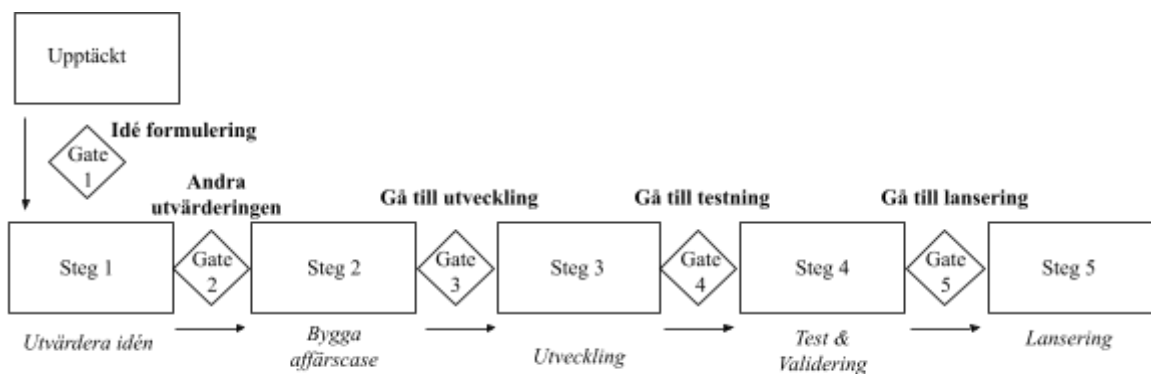 Upptäckt
Idé formulering
Gate
1
Andra
utvärderingen
Gå till utveckling
Gå till testning
Gå till lansering
Steg 1
Gate
2
Steg 2
Gate
3
Steg 3
Gate
4
Steg 4
Gate
5
Steg 5
Utvärdera idén
Bygga
affärscase
Utveckling
Test &
Validering
Lansering